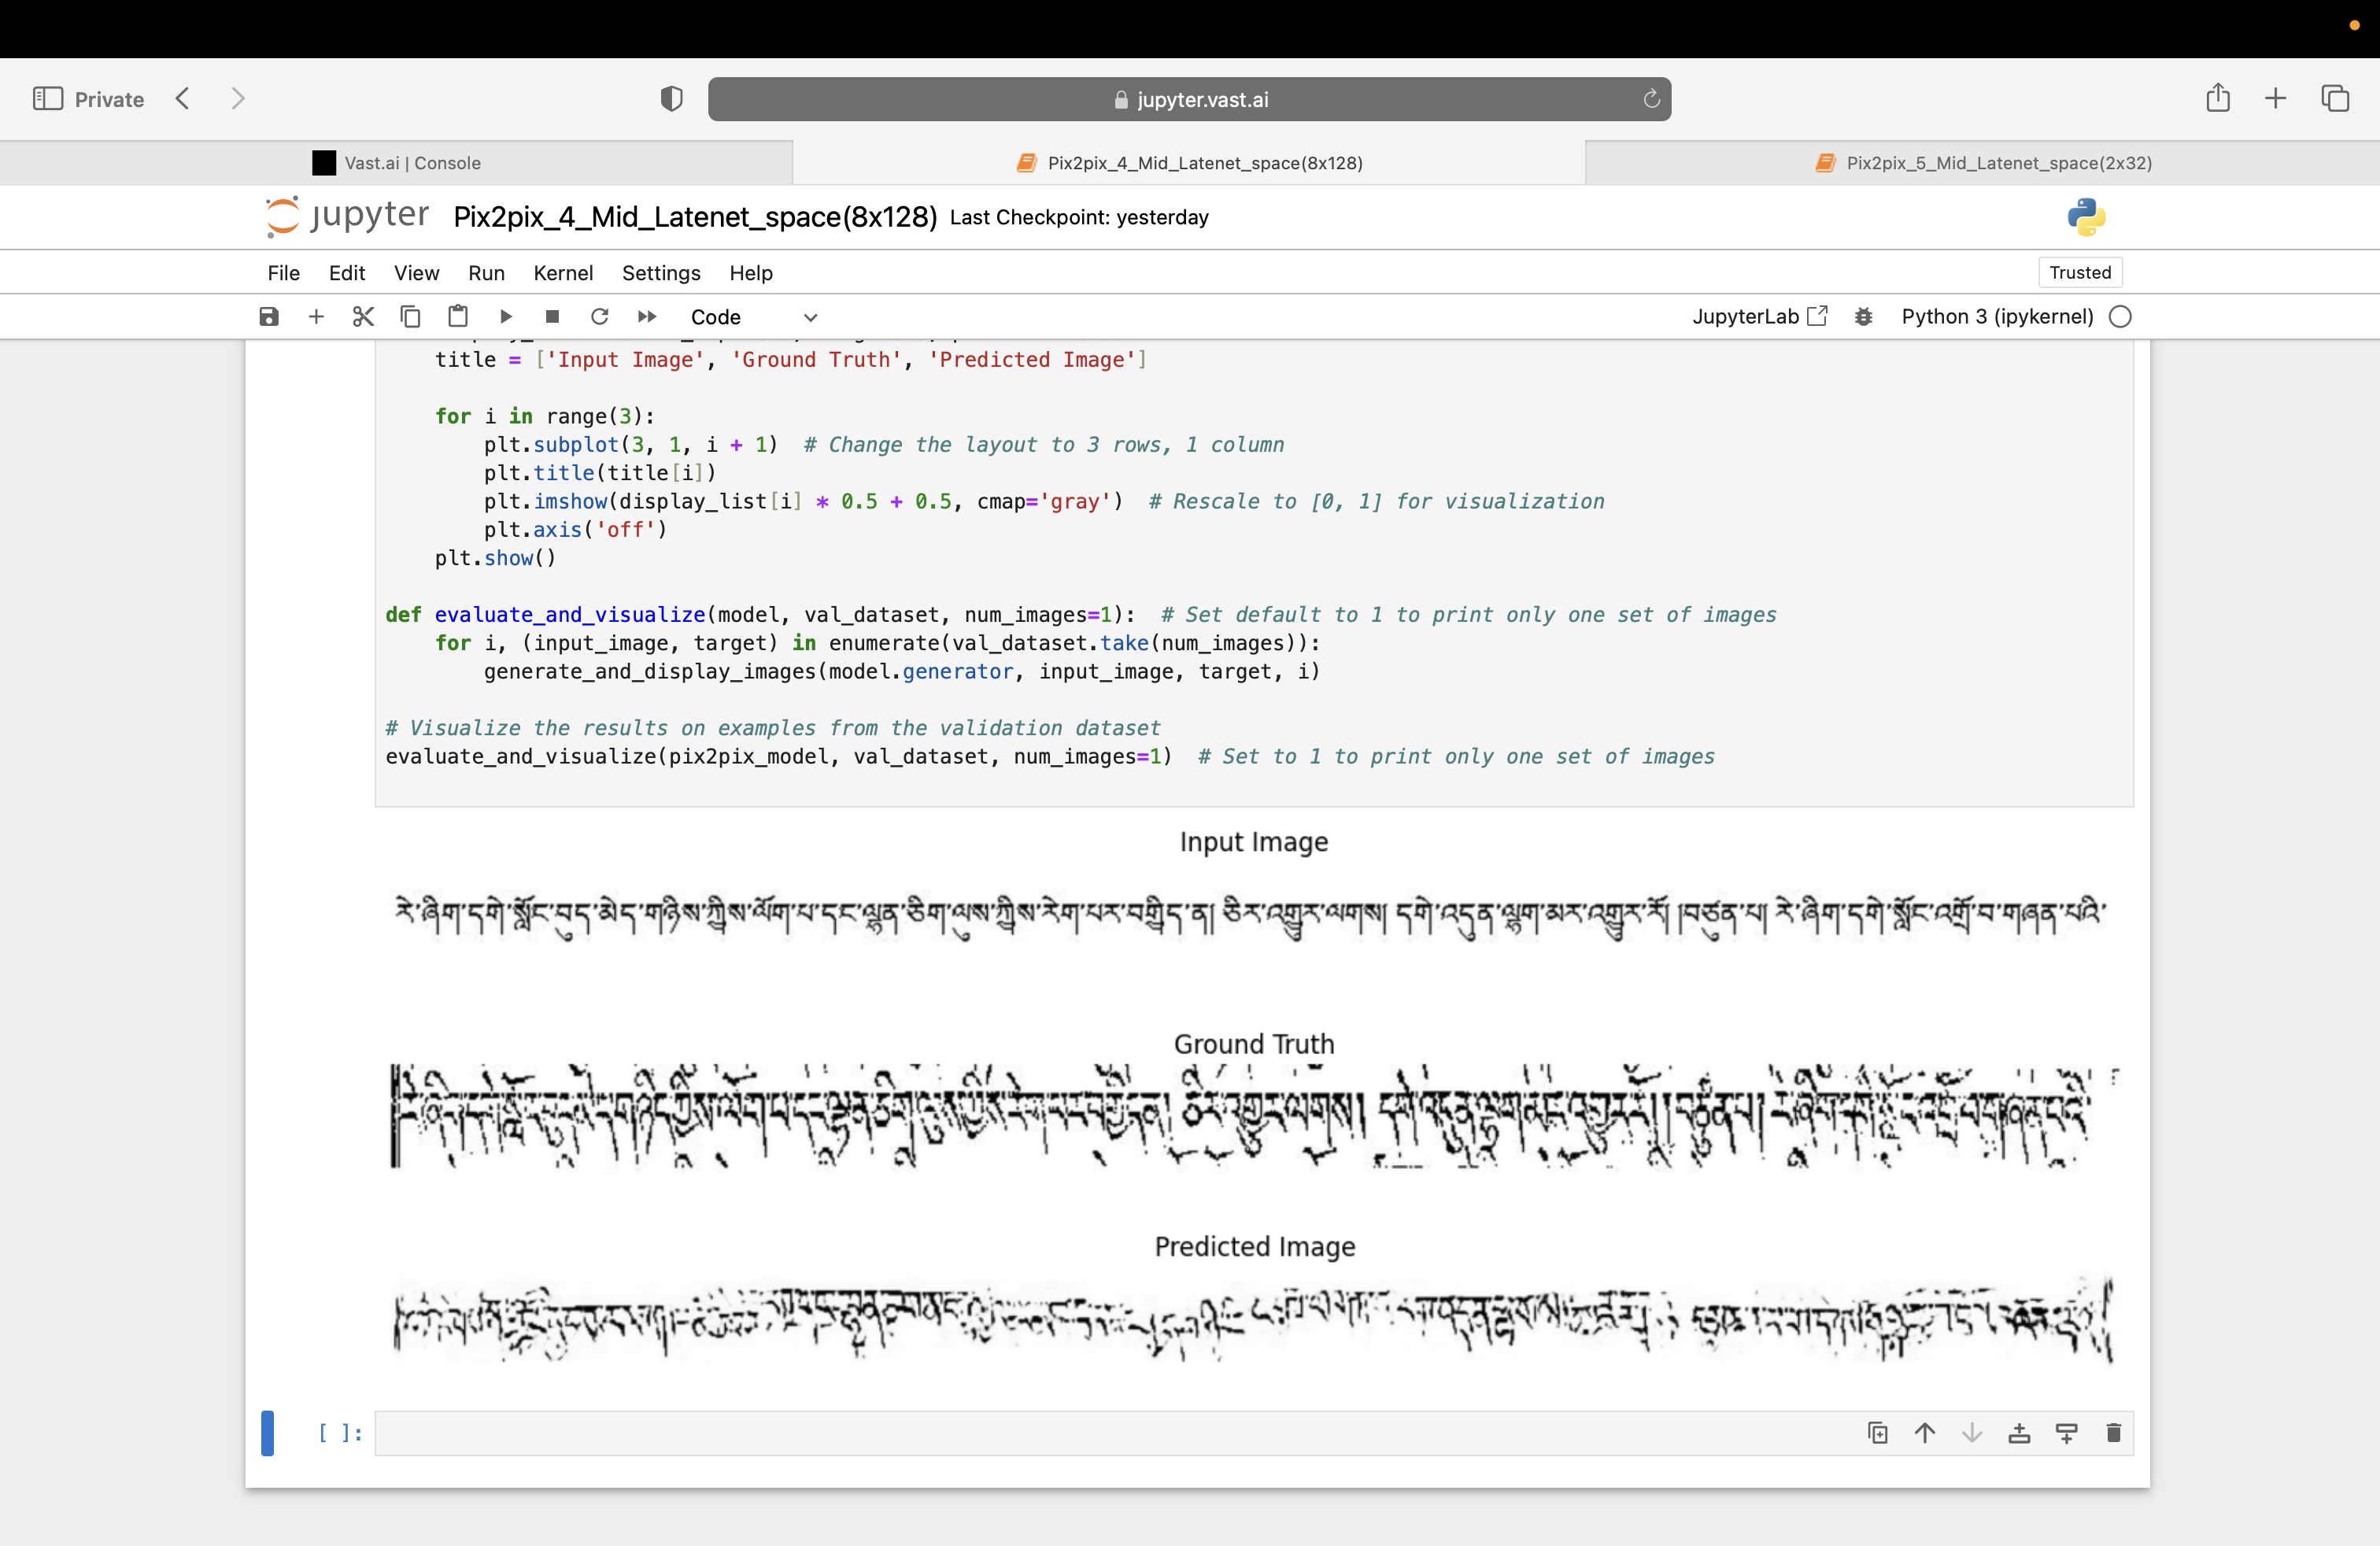 Private
jupyter.vast.ai
Vast.ai | Console
Pix2pix_4_Mid_Latenet_space(8x128)
Pix2pix_5_Mid_Latenet_space(2x32)
jupyter Pix2pix_4_Mid_Latenet_space(8x128) Last Checkpoint: yesterday
File Edit View Run Kernel Settings Help
Trusted
Code
JupyterLab
Python 3 (ipykernel)
title = ['Input Image', 'Ground Truth', 'Predicted Image']
for i in range(3):
plt.subplot(3, 1, i + 1)  # Change the layout to 3 rows, 1 column
plt.title(title[i])
plt.imshow(display_list[i] * 0.5 + 0.5, cmap='gray')  # Rescale to [0, 1] for visualization
plt.axis('off')
plt.show()
def evaluate_and_visualize(model, val_dataset, num_images=1):  # Set default to 1 to print only one set of images
for i, (input_image, target) in enumerate(val_dataset.take(num_images)):
generate_and_display_images(model.generator, input_image, target, i)
# Visualize the results on examples from the validation dataset
evaluate_and_visualize(pix2pix_model, val_dataset, num_images=1)  # Set to 1 to print only one set of images
Input Image
རེ་ཞིག་དགེ་སློང་བུད་མེད་གཉིས་ཀྱིས་ལོག་པ་དང་ལྷན་ཅིག་ལུས་ཀྱིས་རེག་པར་བགྱིད་ན། ཅིར་འགྱུར་ལགས། དགེ་འདུན་ལྷག་མར་འགྱུར་རོ། །བཙུན་པ། རེ་ཞིག་དགེ་སློང་འགྲོ་བ་གཞན་པའི་
Ground Truth
Predicted Image
[ ]: